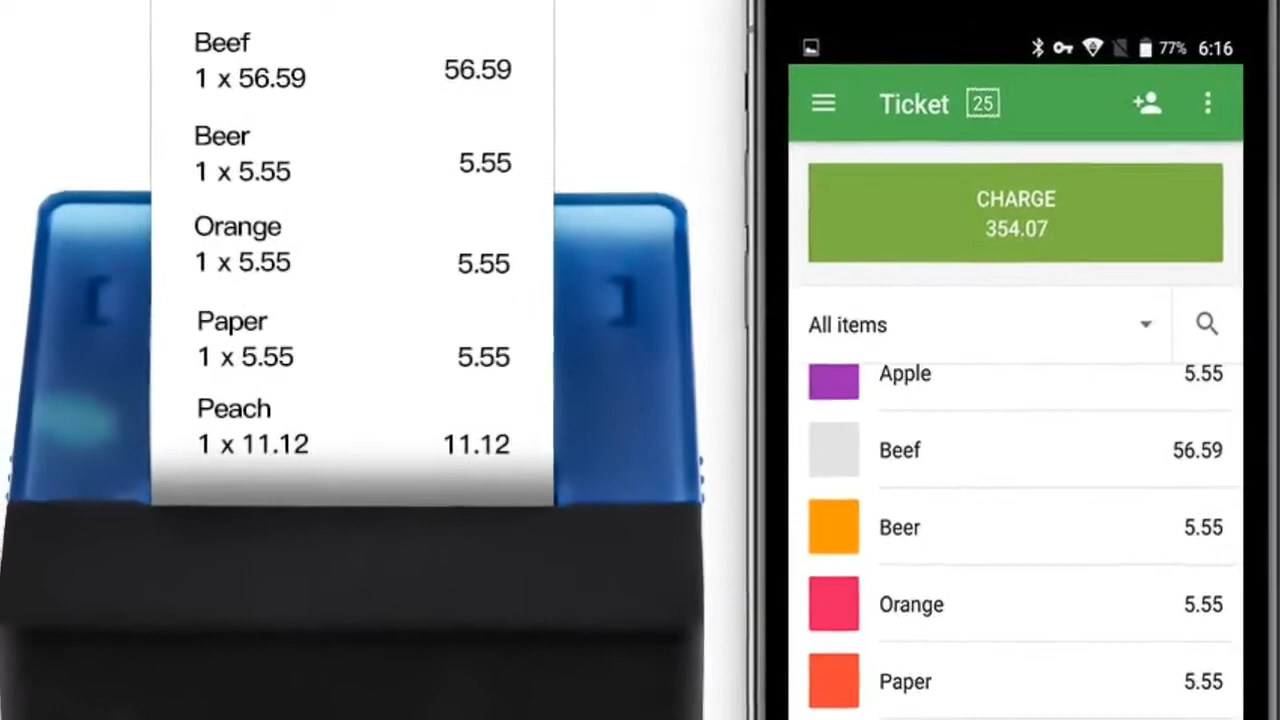 Beef
1 x 56.59 56.59
Beer
1 x 5.55 5.55
Orange
1 x 5.55 5.55
Paper
1 x 5.55 5.55
Peach
1 x 11.12 11.12
77% 6:16
Ticket 25
CHARGE
354.07
All items
Apple 5.55
Beef 56.59
Beer 5.55
Orange 5.55
Paper 5.55